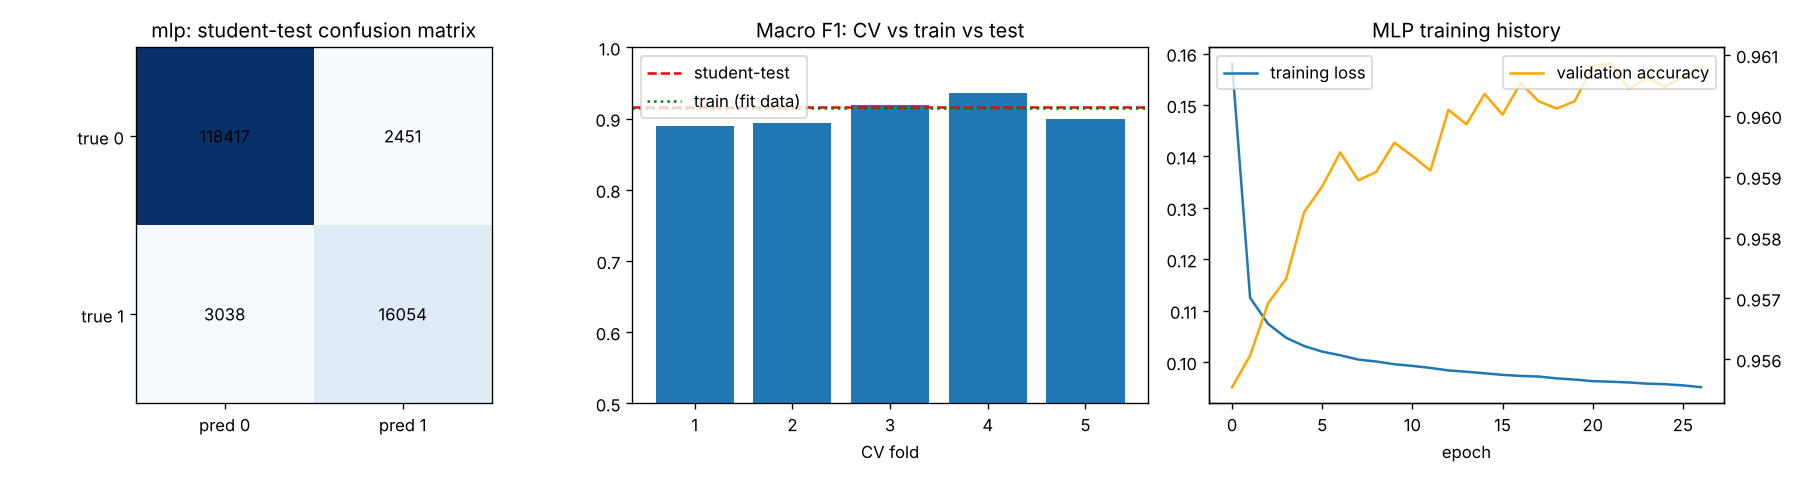 mlp: student-test confusion matrix
true 0
118417
2451
true 1
3038
16054
pred 0
pred 1
Macro F1: CV vs train vs test
student-test
train (fit data)
1.0
0.9
0.8
0.7
0.6
0.5
1
2
3
4
5
CV fold
MLP training history
training loss
validation accuracy
0.16
0.15
0.14
0.13
0.12
0.11
0.10
0.961
0.960
0.959
0.958
0.957
0.956
0
5
10
15
20
25
epoch